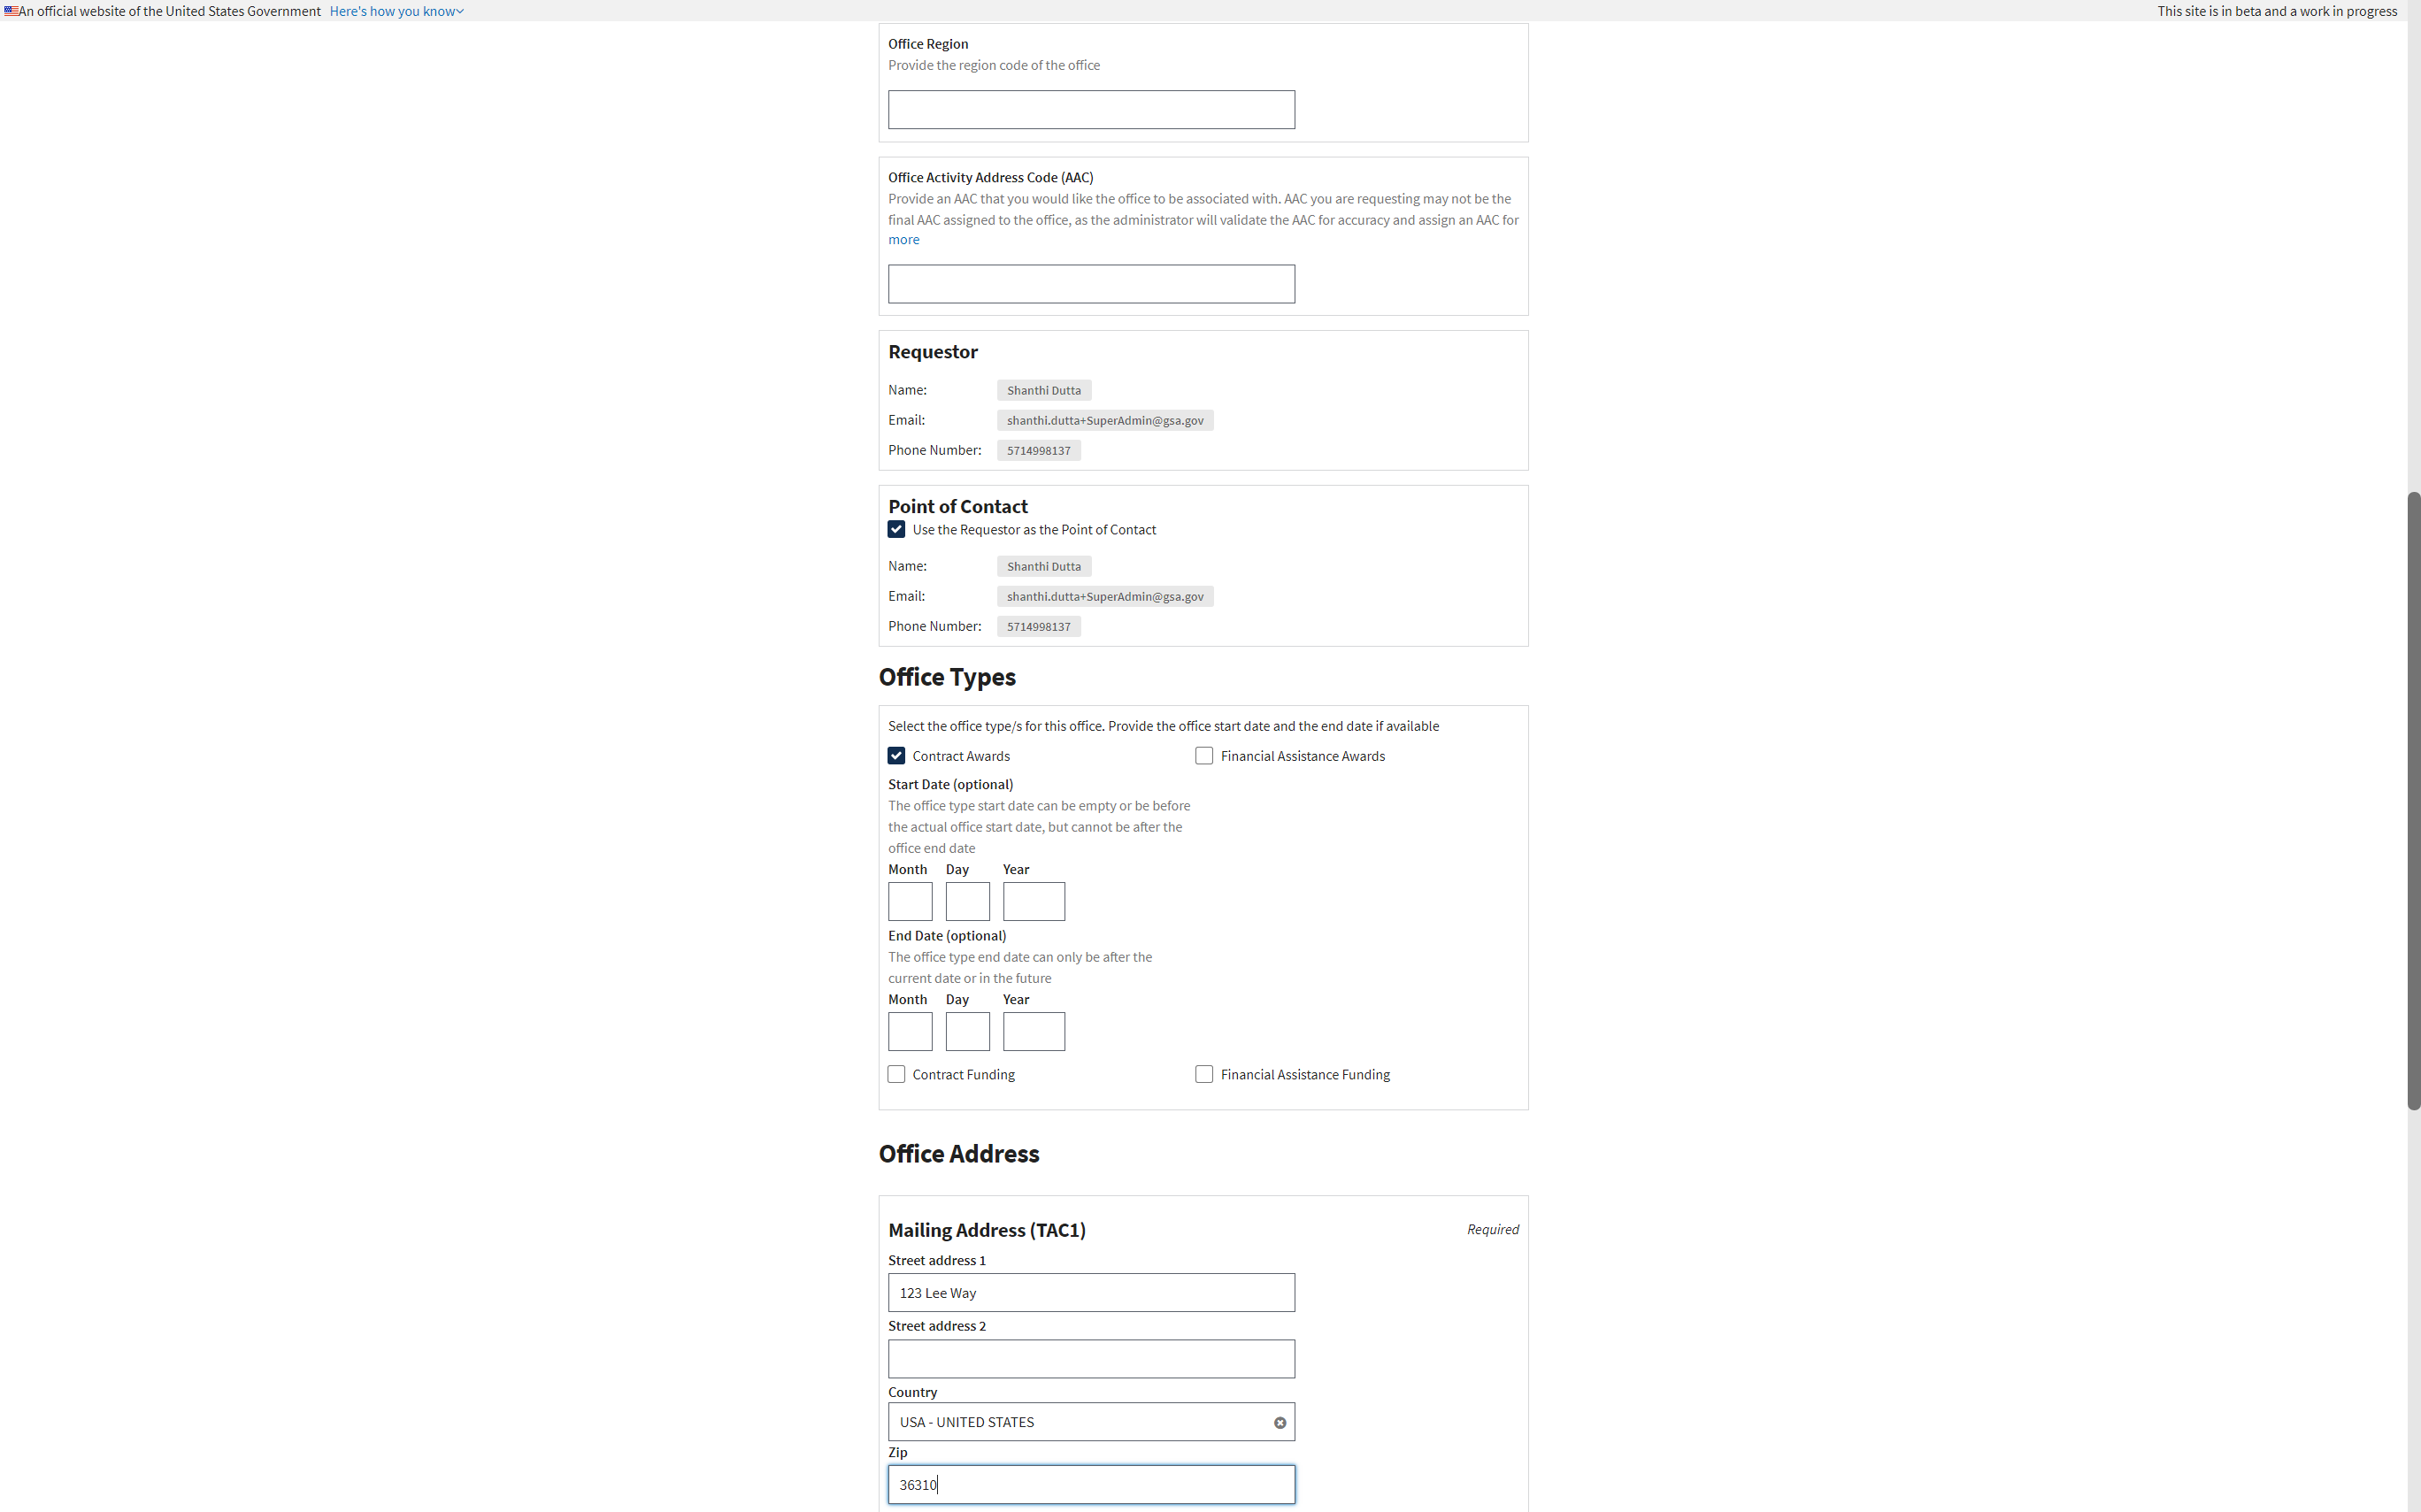 An official website of the United States Government Here's how you know
This site is in beta and a work in progress
Office Region
Provide the region code of the office
Office Activity Address Code (AAC)
Provide an AAC that you would like the office to be associated with. AAC you are requesting may not be the
final AAC assigned to the office, as the administrator will validate the AAC for accuracy and assign an AAC for
more
Requestor
Name: Shanthi Dutta
Email: shanthi.dutta+SuperAdmin@gsa.gov
Phone Number: 5714998137
Point of Contact
Use the Requestor as the Point of Contact
Name: Shanthi Dutta
Email: shanthi.dutta+SuperAdmin@gsa.gov
Phone Number: 5714998137
Office Types
Select the office type/s for this office. Provide the office start date and the end date if available
Contract Awards Financial Assistance Awards
Start Date (optional)
The office type start date can be empty or be before
the actual office start date, but cannot be after the
office end date
Month Day Year
End Date (optional)
The office type end date can only be after the
current date or in the future
Month Day Year
Contract Funding Financial Assistance Funding
Office Address
Mailing Address (TAC1) Required
Street address 1
123 Lee Way
Street address 2
Country
USA - UNITED STATES
Zip
36310